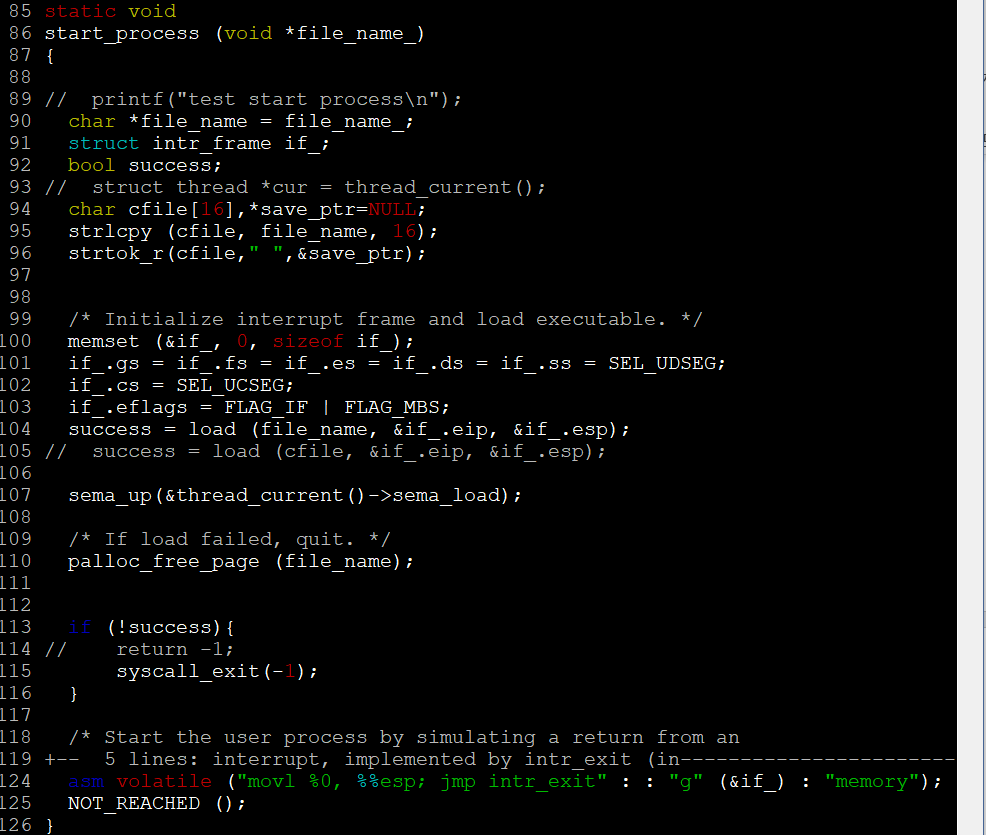 85 static void
86 start_process (void *file_name_)
87 {
88
89 //  printf("test start process\n");
90   char *file_name = file_name_;
91   struct intr_frame if_;
92   bool success;
93 //  struct thread *cur = thread_current();
94   char cfile[16],*save_ptr=NULL;
95   strlcpy (cfile, file_name, 16);
96   strtok_r(cfile," ",&save_ptr);
97
98
99   /* Initialize interrupt frame and load executable. */
100   memset (&if_, 0, sizeof if_);
101   if_.gs = if_.fs = if_.es = if_.ds = if_.ss = SEL_UDSEG;
102   if_.cs = SEL_UCSEG;
103   if_.eflags = FLAG_IF | FLAG_MBS;
104   success = load (file_name, &if_.eip, &if_.esp);
105 //  success = load (cfile, &if_.eip, &if_.esp);
106
107   sema_up(&thread_current()->sema_load);
108
109   /* If load failed, quit. */
110   palloc_free_page (file_name);
111
112
113   if (!success){
114 //    return -1;
115       syscall_exit(-1);
116   }
117
118   /* Start the user process by simulating a return from an
119 +--  5 lines: interrupt, implemented by intr_exit (in-----------------------
124   asm volatile ("movl %0, %%esp; jmp intr_exit" : : "g" (&if_) : "memory");
125   NOT_REACHED ();
126 }